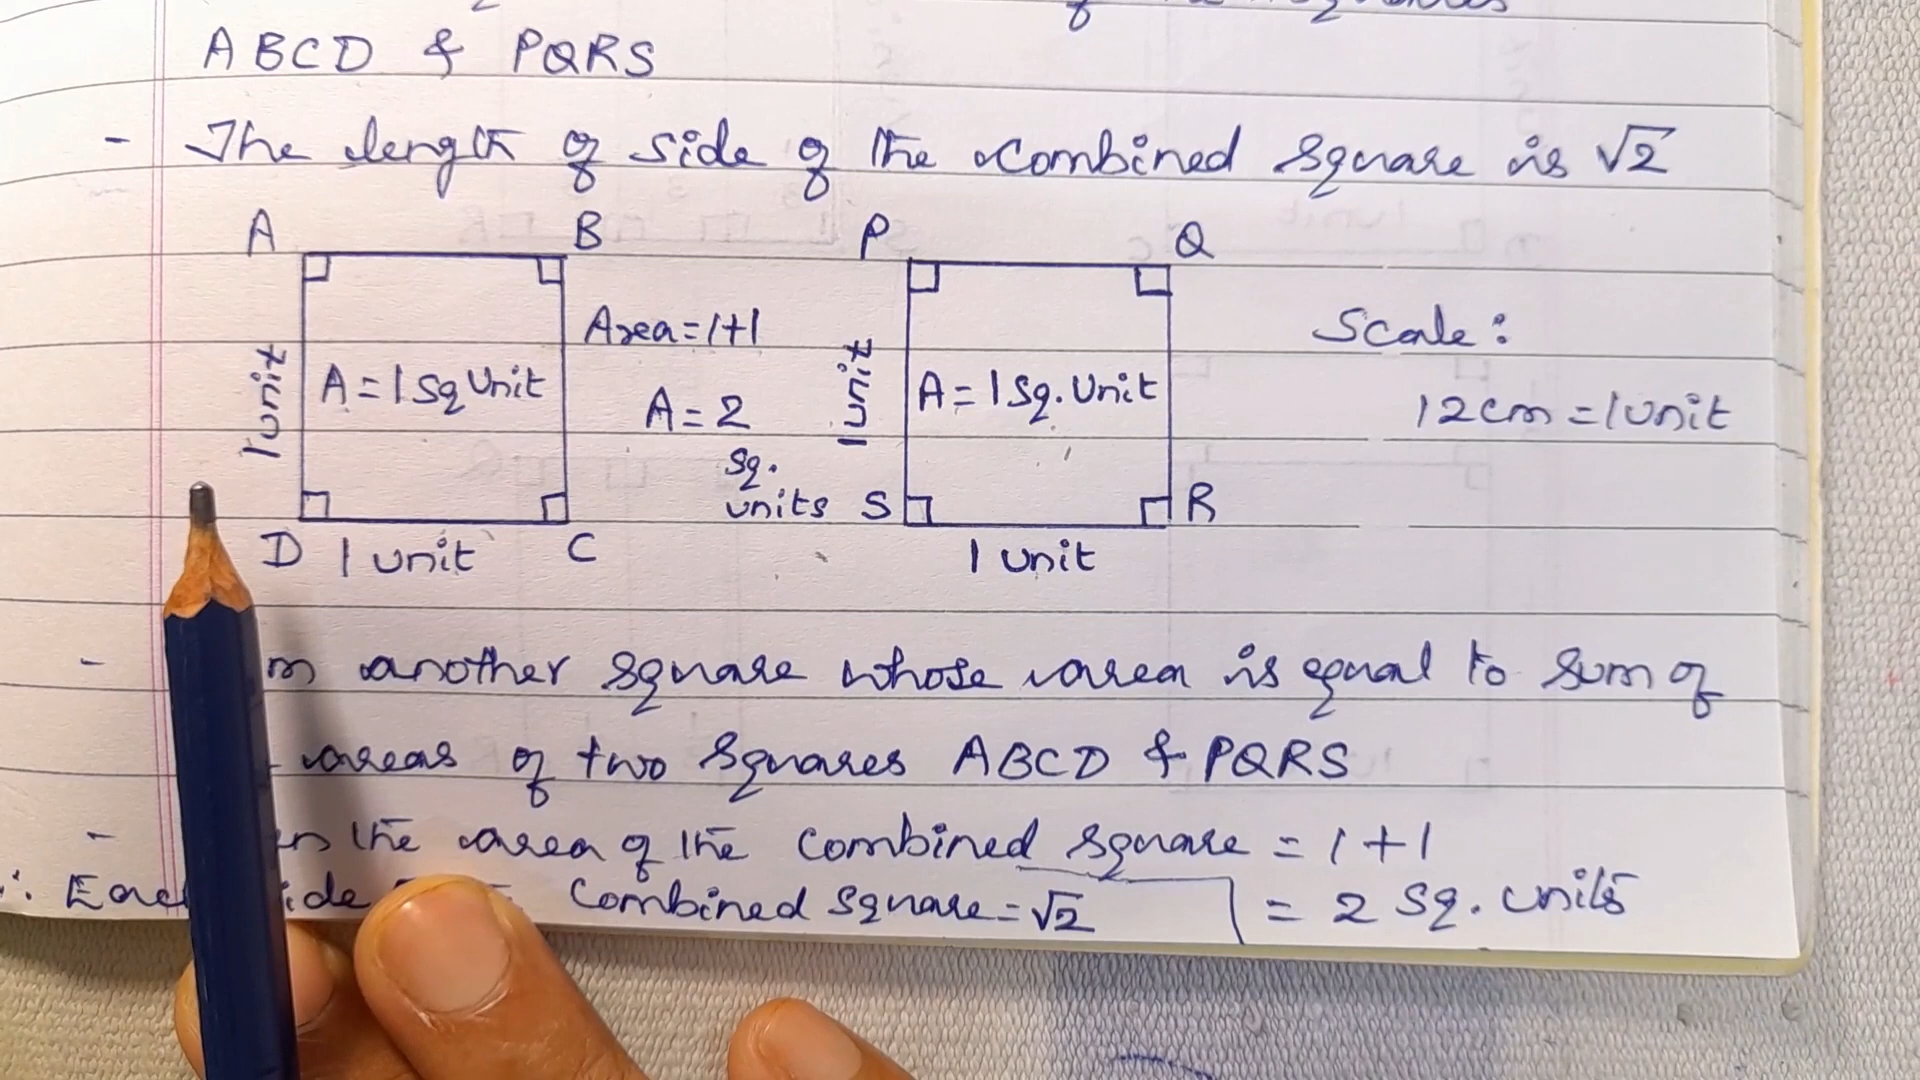 ABCD & PQRS
- The length of side of the combined square is √2
A B P Q
Area = 1+1
Scale:
1 unit
A = 1 Sq Unit
A = 2
sq.
units
1 unit
A = 1 Sq. Unit
12cm = 1 Unit
D 1 unit C
S R
1 unit
- another square whose area is equal to sum of
areas of two squares ABCD & PQRS
- the area of the combined square = 1 + 1
∴ combined square = √2 = 2 sq. units